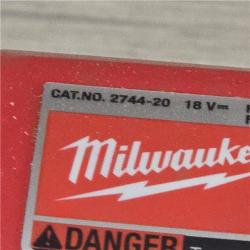 CAT.NO. 2744-20 18 V⎓
Milwauke
DANGER